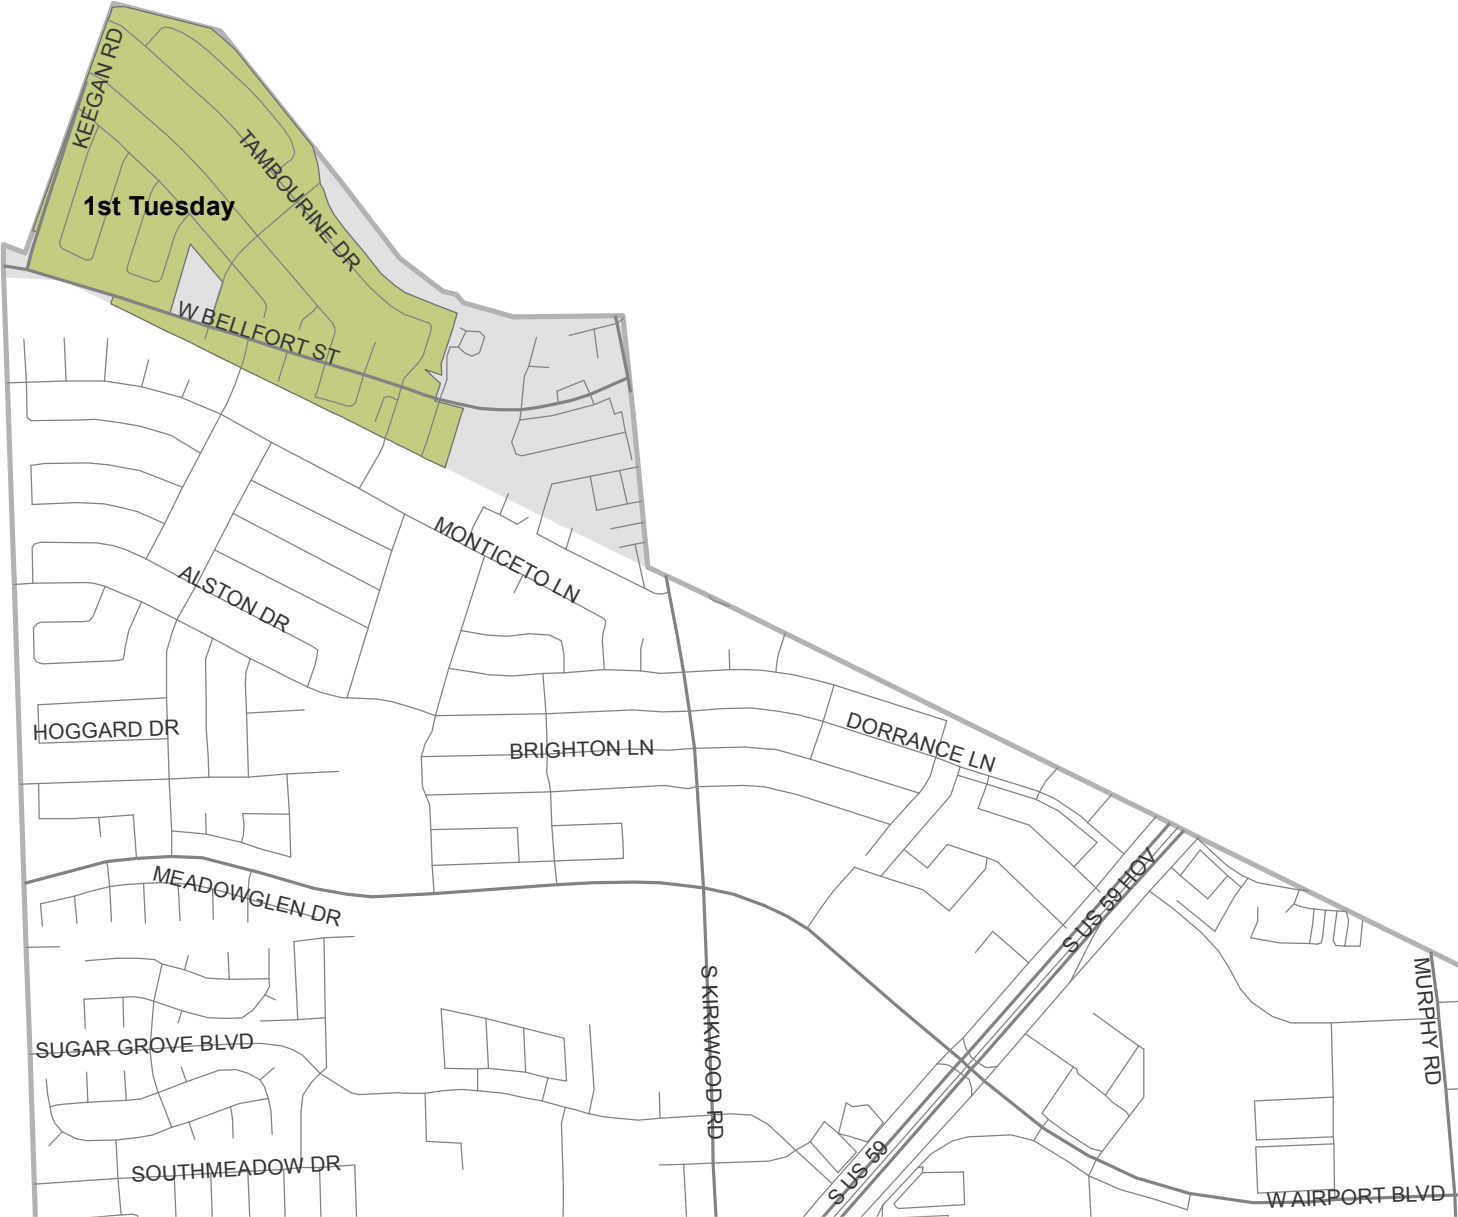 KEEGAN RD
TAMBOURINE DR
1st Tuesday
W BELLFORT ST
MONTICETO LN
ALSTON DR
HOGGARD DR
BRIGHTON LN
DORRANCE LN
MEADOWGLEN DR
S US 59 HOV
S KIRKWOOD RD
MURPHY RD
SUGAR GROVE BLVD
SOUTHMEADOW DR
S US 59
W AIRPORT BLVD